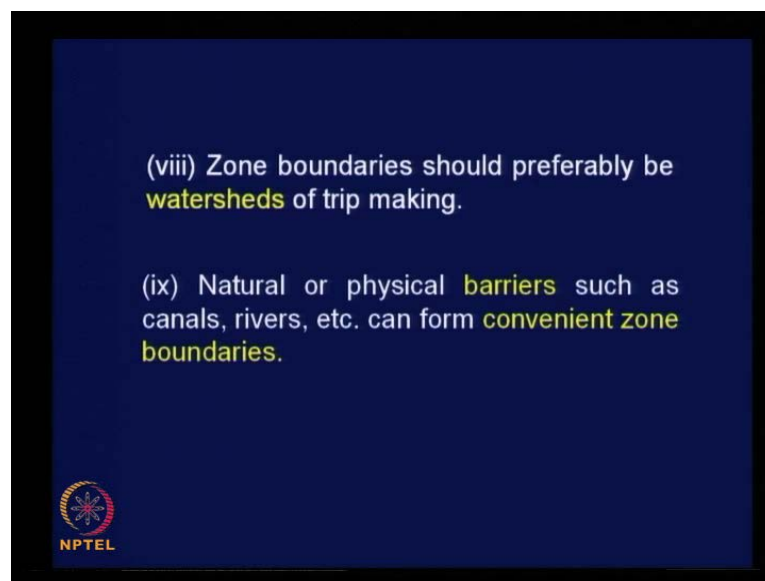 (viii) Zone boundaries should preferably be
watersheds of trip making.
(ix) Natural or physical barriers such as
canals, rivers, etc. can form convenient zone
boundaries.
NPTEL